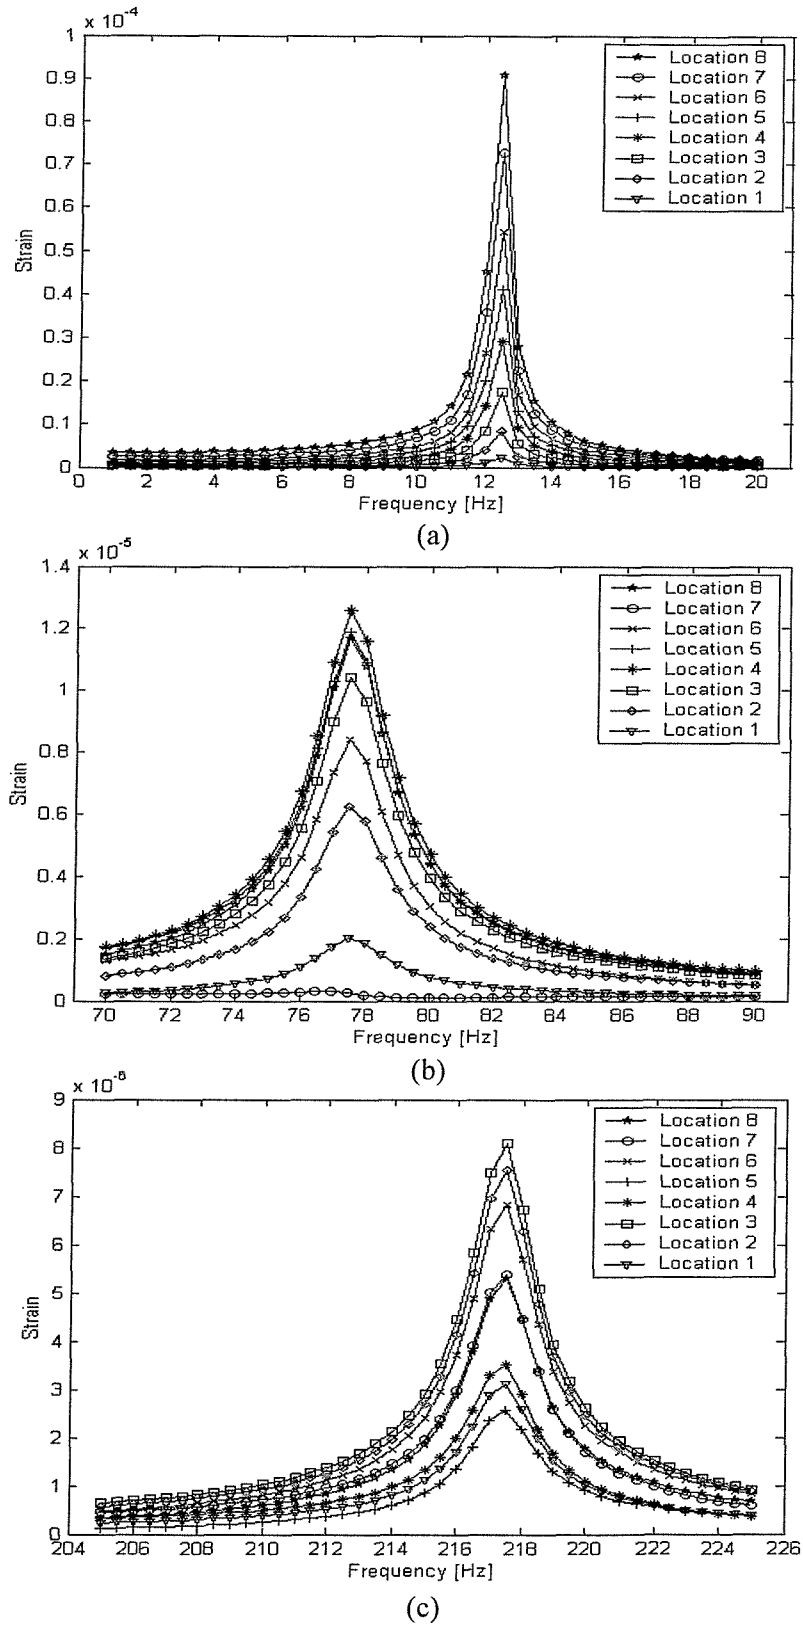 x 10-4
1
0.9
0.8
0.7
0.6
0.5
0.4
0.3
0.2
0.1
0
Strain
Location 8
Location 7
Location 6
Location 5
Location 4
Location 3
Location 2
Location 1
0 2 4 6 8 10 12 14 16 18 20
Frequency [Hz]
(a)
x 10-5
1.4
1.2
1
0.8
0.6
0.4
0.2
0
Strain
Location 8
Location 7
Location 6
Location 5
Location 4
Location 3
Location 2
Location 1
70 72 74 76 78 80 82 84 86 88 90
Frequency [Hz]
(b)
x 10-6
9
8
7
6
5
4
3
2
1
0
Strain
Location 8
Location 7
Location 6
Location 5
Location 4
Location 3
Location 2
Location 1
204 206 208 210 212 214 216 218 220 222 224 226
Frequency [Hz]
(c)